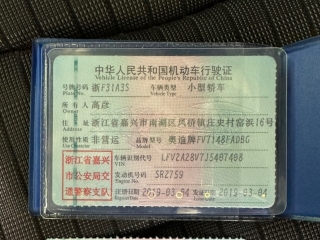 中华人民共和国机动车行驶证
Vehicle License of the People's Republic of China
号牌号码 浙F31A3S 车辆类型 小型轿车
Plate No. Vehicle Type
所有人 高彦
Owner
住址 浙江省嘉兴市南湖区凤桥镇庄史村窑浜16号
Address
使用性质 非营运 品牌型号 奥迪牌FV7148FADBG
Use Character Model
浙江省嘉兴 车辆识别代号 LFV2A28V7J5407408
VIN
市公安局交 发动机号码 SR2759
Engine No.
通警察支队 注册日期 2019-03-04 发证日期 2019-03-04